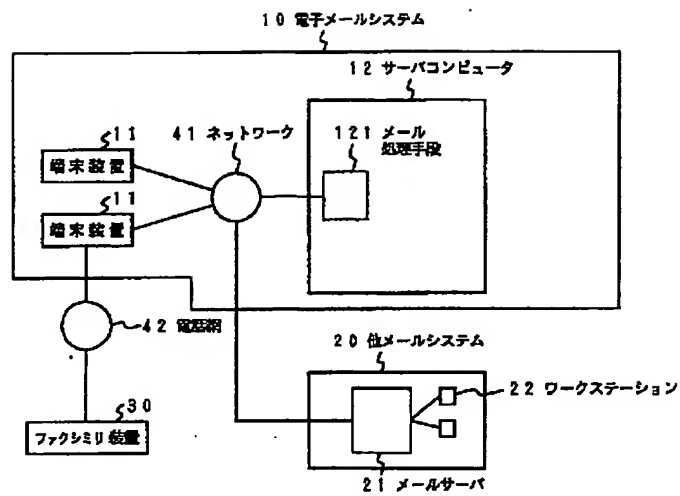 10 電子メールシステム
12 サーバコンピュータ
11
端末装置
41 ネットワーク
121 メール
処理手段
11
端末装置
42 電話網
20 他メールシステム
22 ワークステーション
30
ファクシミリ装置
21 メールサーバ